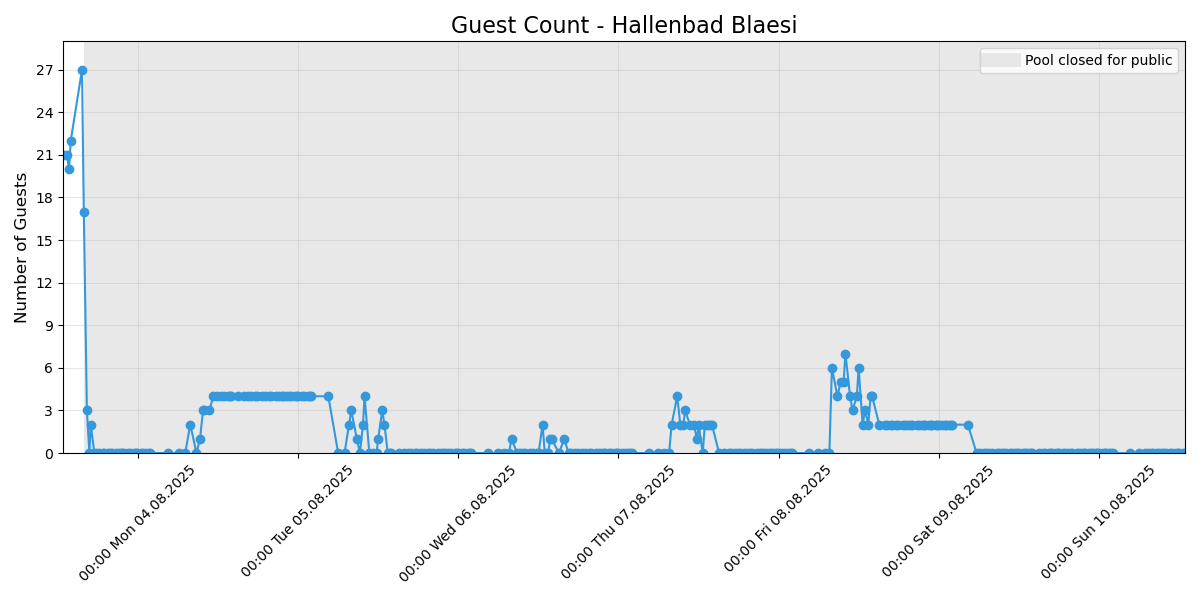 Guest Count - Hallenbad Blaesi
Pool closed for public
Number of Guests
27
24
21
18
15
12
9
6
3
0
00:00 Mon 04.08.2025
00:00 Tue 05.08.2025
00:00 Wed 06.08.2025
00:00 Thu 07.08.2025
00:00 Fri 08.08.2025
00:00 Sat 09.08.2025
00:00 Sun 10.08.2025